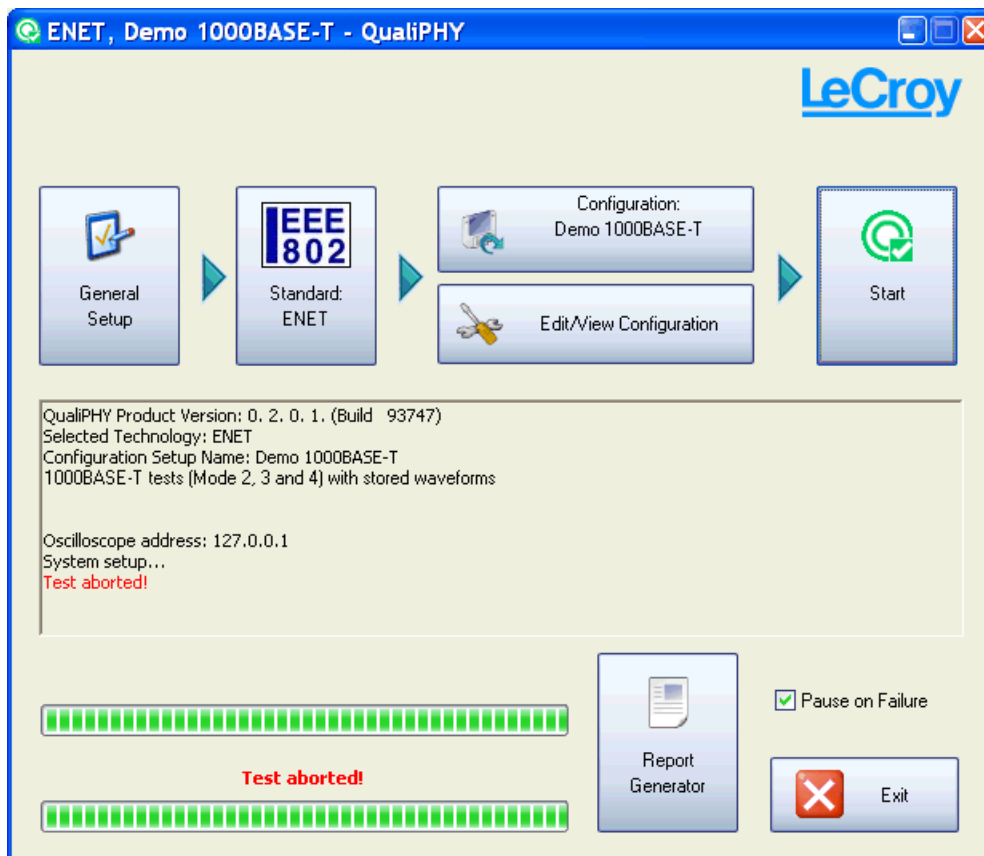 ENET, Demo 1000BASE-T - QualiPHY
LeCroy
General
Setup
IEEE
802
Standard:
ENET
Configuration:
Demo 1000BASE-T
Edit/View Configuration
Start
QualiPHY Product Version: 0. 2. 0. 1. (Build 93747)
Selected Technology: ENET
Configuration Setup Name: Demo 1000BASE-T
1000BASE-T tests (Mode 2, 3 and 4) with stored waveforms
Oscilloscope address: 127.0.0.1
System setup...
Test aborted!
Test aborted!
Report
Generator
Pause on Failure
Exit